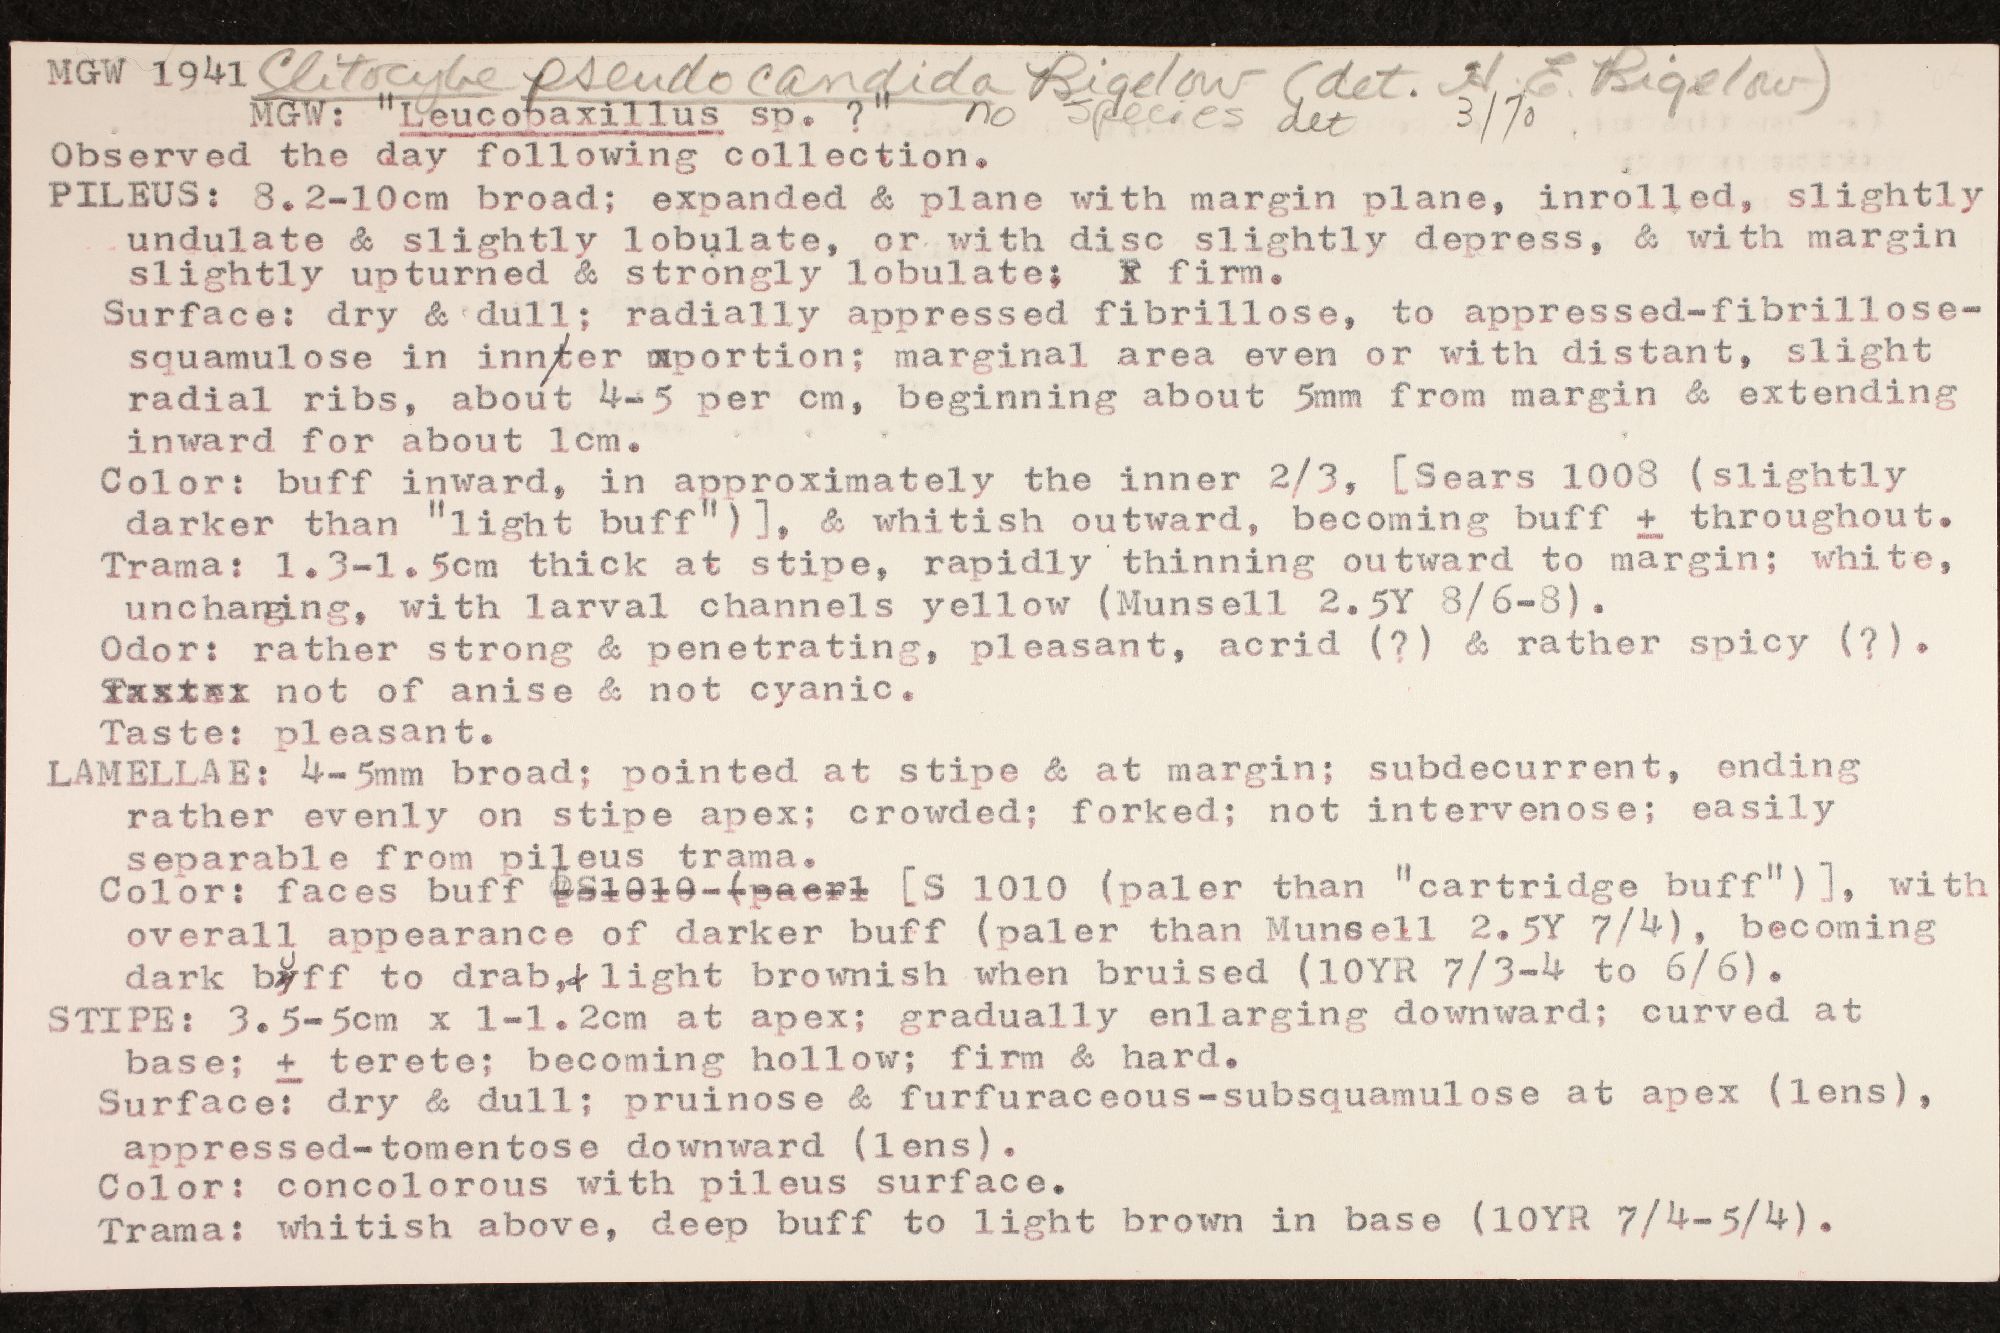 MGW 1941 Clitocybe pseudocandida Bigelow (det. H. E. Bigelow)
MGW: "Leucopaxillus sp. ?" no species det 3/70
Observed the day following collection.
PILEUS: 8.2-10cm broad; expanded & plane with margin plane, inrolled, slightly
undulate & slightly lobulate, or with disc slightly depress, & with margin
slightly upturned & strongly lobulate; firm.
Surface: dry & dull; radially appressed fibrillose, to appressed-fibrillose-
squamulose in inner portion; marginal area even or with distant, slight
radial ribs, about 4-5 per cm, beginning about 5mm from margin & extending
inward for about 1cm.
Color: buff inward, in approximately the inner 2/3, [Sears 1008 (slightly
darker than "light buff")], & whitish outward, becoming buff ± throughout.
Trama: 1.3-1.5cm thick at stipe, rapidly thinning outward to margin; white,
unchanging, with larval channels yellow (Munsell 2.5Y 8/6-8).
Odor: rather strong & penetrating, pleasant, acrid (?) & rather spicy (?).
not of anise & not cyanic.
Taste: pleasant.
LAMELLAE: 4-5mm broad; pointed at stipe & at margin; subdecurrent, ending
rather evenly on stipe apex; crowded; forked; not intervenose; easily
separable from pileus trama.
Color: faces buff [S 1010 (paler than "cartridge buff")], with
overall appearance of darker buff (paler than Munsell 2.5Y 7/4), becoming
dark buff to drab, & light brownish when bruised (10YR 7/3-4 to 6/6).
STIPE: 3.5-5cm x 1-1.2cm at apex; gradually enlarging downward; curved at
base; ± terete; becoming hollow; firm & hard.
Surface: dry & dull; pruinose & furfuraceous-subsquamulose at apex (lens),
appressed-tomentose downward (lens).
Color: concolorous with pileus surface.
Trama: whitish above, deep buff to light brown in base (10YR 7/4-5/4).